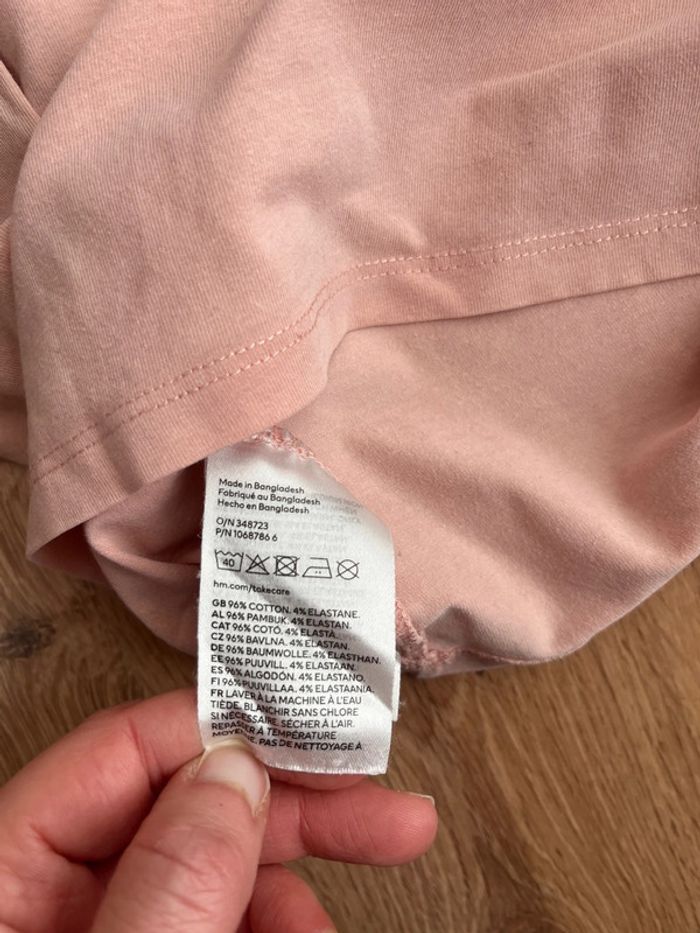 Made in Bangladesh
Fabriqué au Bangladesh
Hecho en Bangladesh
O/N 348723
P/N 1068786 6
40
hm.com/takecare
GB 96% COTTON. 4% ELASTANE.
AL 96% PAMBUK. 4% ELASTAN.
CAT 96% COTÓ. 4% ELASTÀ.
CZ 96% BAVLNA. 4% ELASTAN.
DE 96% BAUMWOLLE. 4% ELASTHAN.
EE 96% PUUVILL. 4% ELASTAAN.
ES 96% ALGODÓN. 4% ELASTANO.
FI 96% PUUVILLAA. 4% ELASTAANIA.
FR LAVER À LA MACHINE À L'EAU
TIÈDE. BLANCHIR SANS CHLORE
SI NÉCESSAIRE. SÉCHER À L'AIR.
REPASSER À TEMPÉRATURE
PAS DE NETTOYAGE À